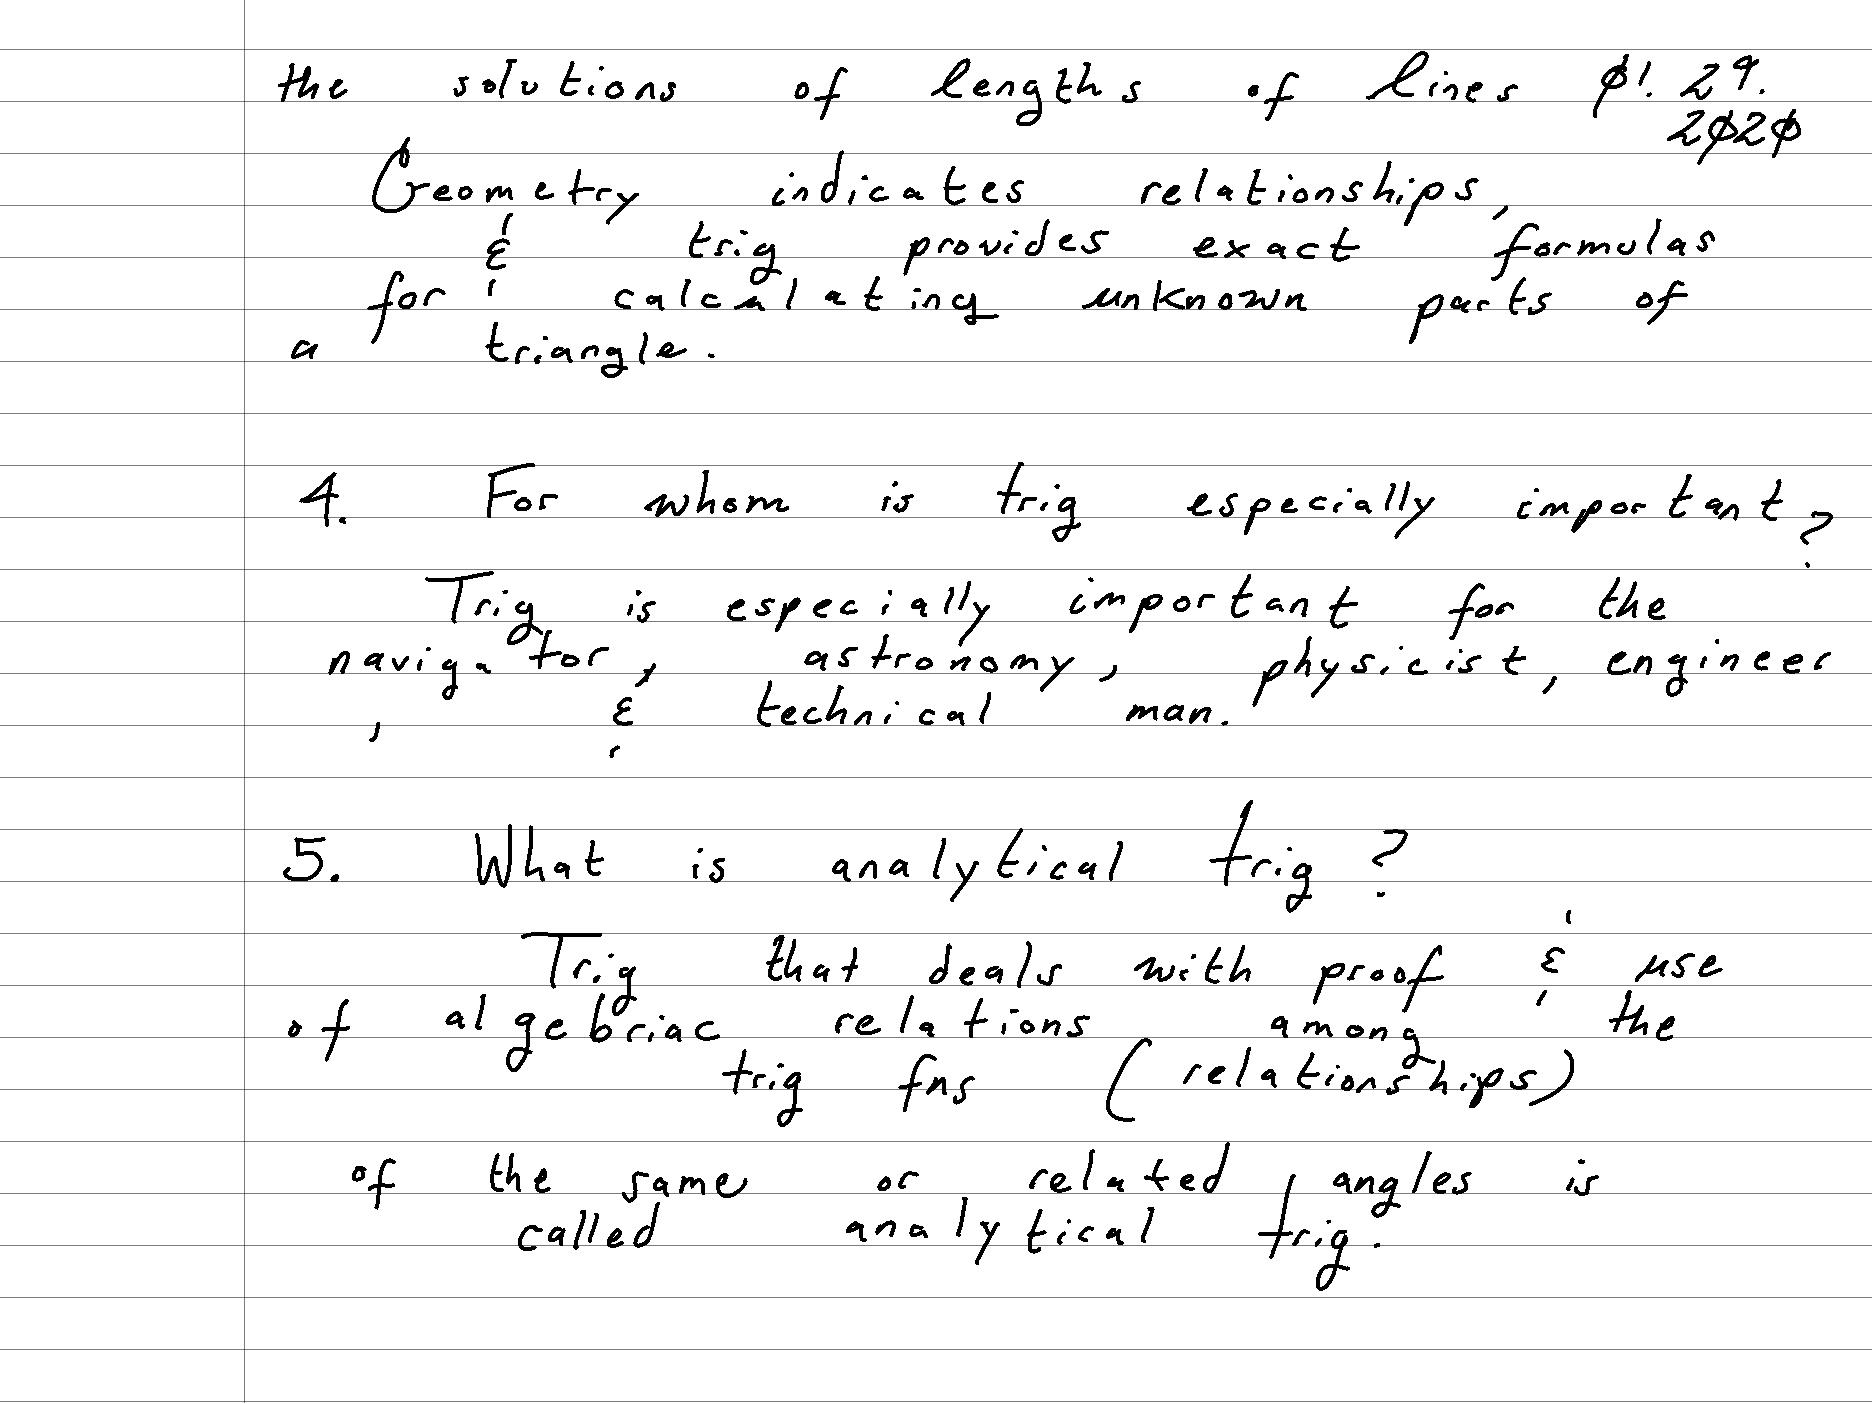 the solutions of lengths of lines 01.29.
2020
Geometry indicates relationships,
& trig provides exact formulas
for calculating unknown parts of
a triangle.
4. For whom is trig especially important?
Trig is especially important for the
navigator, astronomy, physicist, engineer
, & technical man.
5. What is analytical trig?
Trig that deals with proof & use
of algebriac relations among the
trig fns (relationships)
of the same or related angles is
called analytical trig.